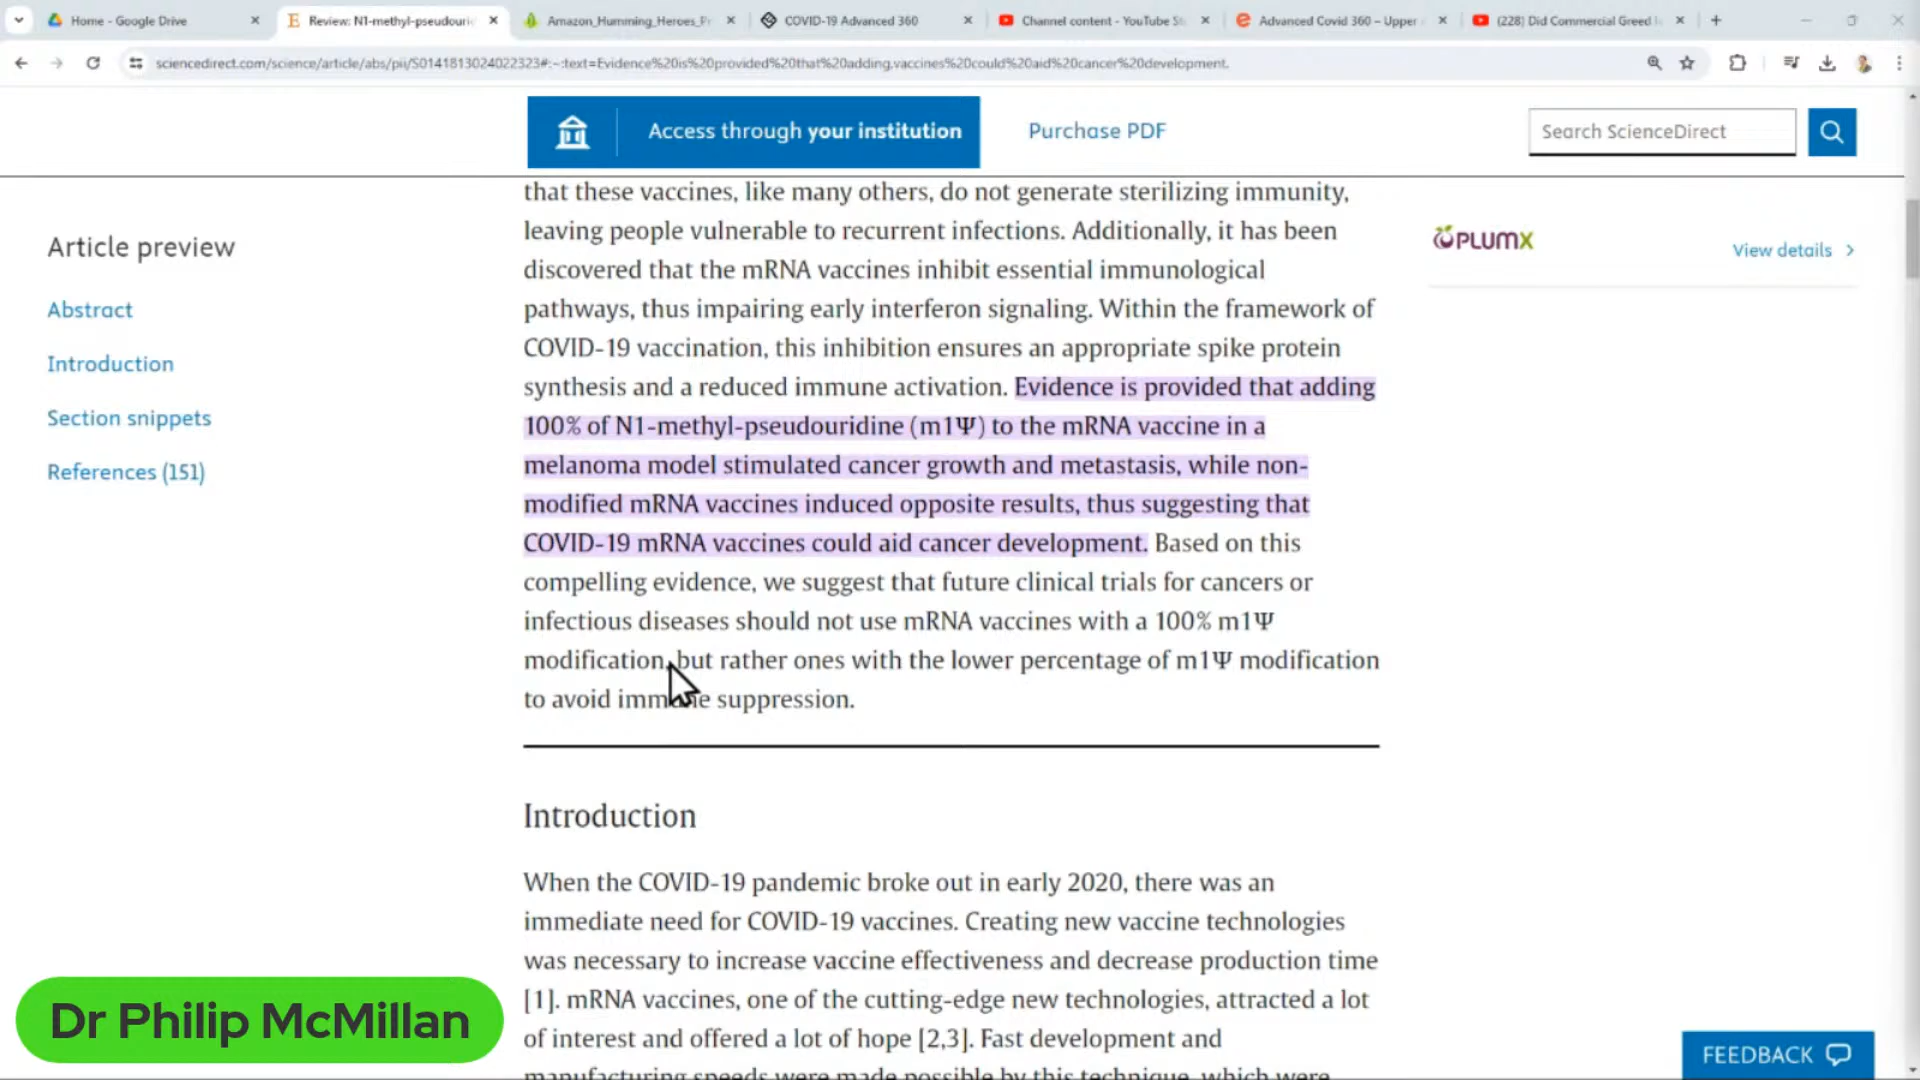 Home - Google Drive
Review: N1-methyl-pseudouri
Amazon_Humming_Heroes_Pr
COVID-19 Advanced 360
Channel content - YouTube St
Advanced Covid 360 – Upper
(228) Did Commercial Greed
sciencedirect.com/science/article/abs/pii/S0141813024022323#:~:text=Evidence%20is%20provided%20that%20adding,vaccines%20could%20aid%20cancer%20development.
Access through your institution
Purchase PDF
Search ScienceDirect
Article preview
Abstract
Introduction
Section snippets
References (151)
that these vaccines, like many others, do not generate sterilizing immunity,
leaving people vulnerable to recurrent infections. Additionally, it has been
discovered that the mRNA vaccines inhibit essential immunological
pathways, thus impairing early interferon signaling. Within the framework of
COVID-19 vaccination, this inhibition ensures an appropriate spike protein
synthesis and a reduced immune activation. Evidence is provided that adding
100% of N1-methyl-pseudouridine (m1Ψ) to the mRNA vaccine in a
melanoma model stimulated cancer growth and metastasis, while non-
modified mRNA vaccines induced opposite results, thus suggesting that
COVID-19 mRNA vaccines could aid cancer development. Based on this
compelling evidence, we suggest that future clinical trials for cancers or
infectious diseases should not use mRNA vaccines with a 100% m1Ψ
modification, but rather ones with the lower percentage of m1Ψ modification
to avoid immune suppression.
PLUMX
View details
Introduction
When the COVID-19 pandemic broke out in early 2020, there was an
immediate need for COVID-19 vaccines. Creating new vaccine technologies
was necessary to increase vaccine effectiveness and decrease production time
[1]. mRNA vaccines, one of the cutting-edge new technologies, attracted a lot
of interest and offered a lot of hope [2,3]. Fast development and
manufacturing speeds were made possible by this technique, which were
Dr Philip McMillan
FEEDBACK